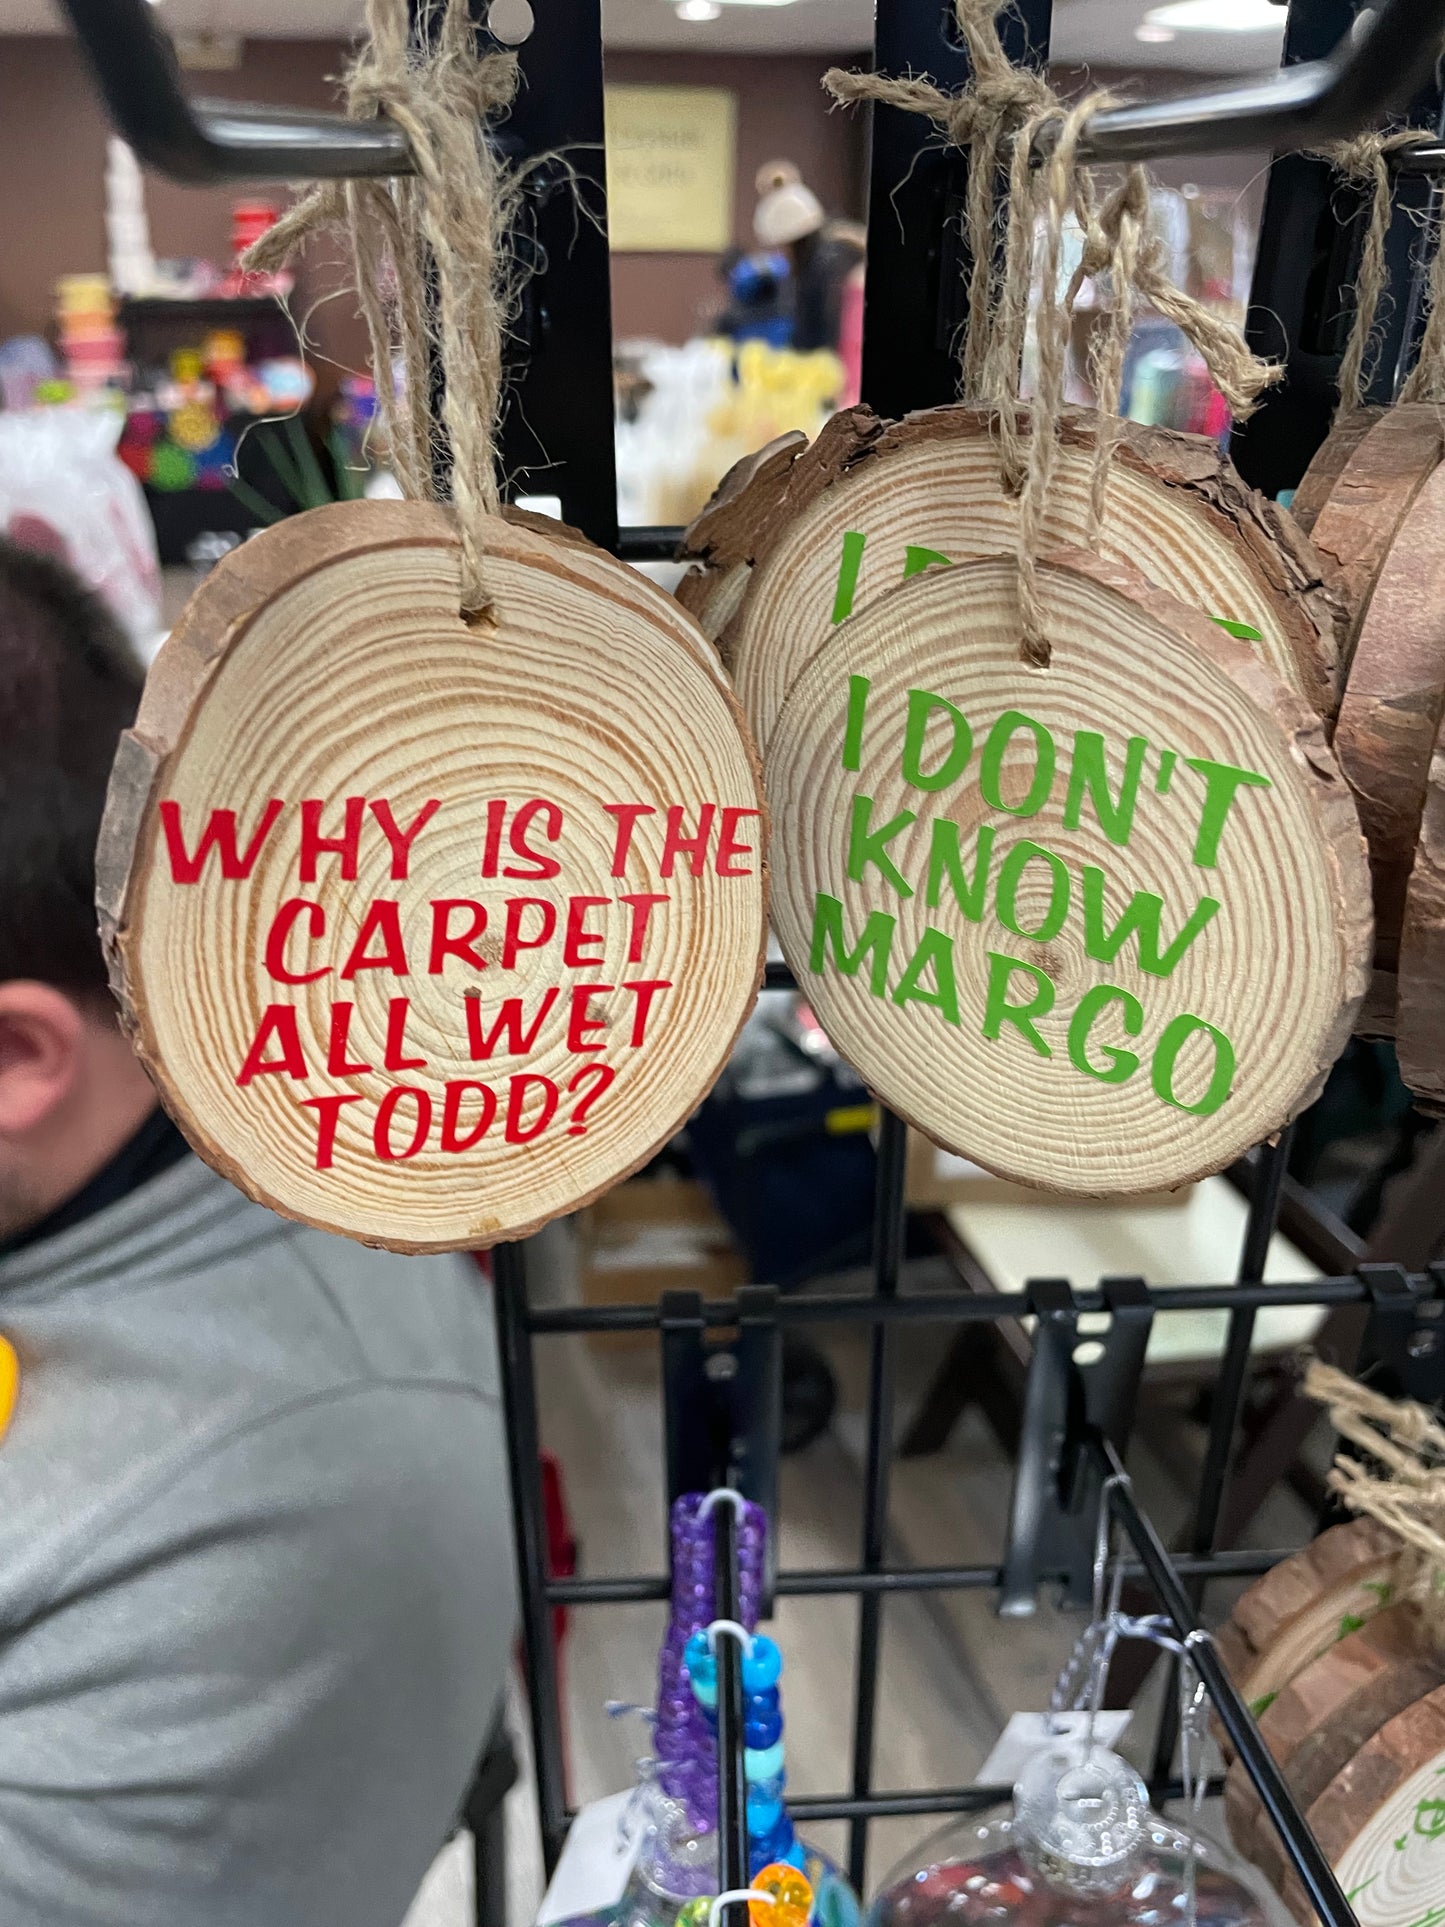 WHY IS THE
CARPET
ALL WET
TODD?
I DON'T
KNOW
MARGO
I